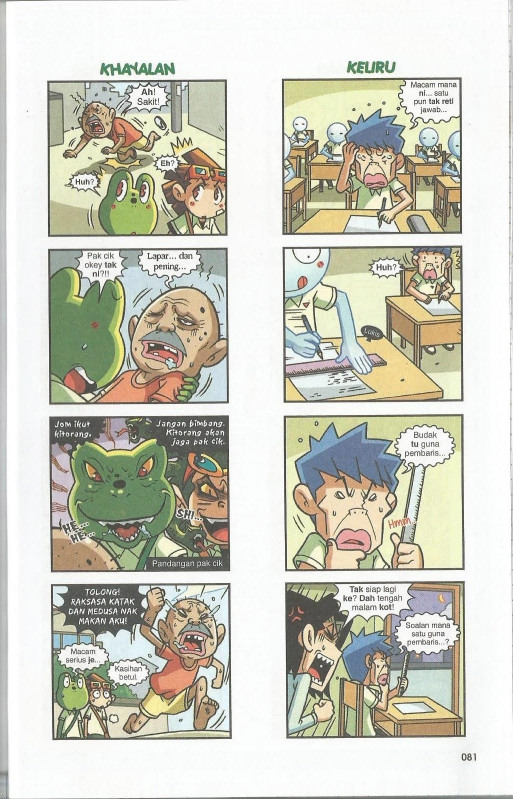 KHAYALAN
Ah!
Sakit!
Eh?
Huh?
Pak cik
okey tak
ni?!!
Lapar... dan
pening...
Jom ikut
kitorang.
Jangan bimbang.
Kitorang akan
jaga pak cik.
HE...
HE...
SHI...
Pandangan pak cik
TOLONG!
RAKSASA KATAK
DAN MEDUSA NAK
MAKAN AKU!
Macam
serius je...
Kasihan
betul.
KELIRU
Macam mana
ni... satu
pun tak reti
jawab...
Huh?
Lukis
Budak
tu guna
pembaris...
Hmm
Tak siap lagi
ke? Dah tengah
malam kot!
Soalan mana
satu guna
pembaris...?
081